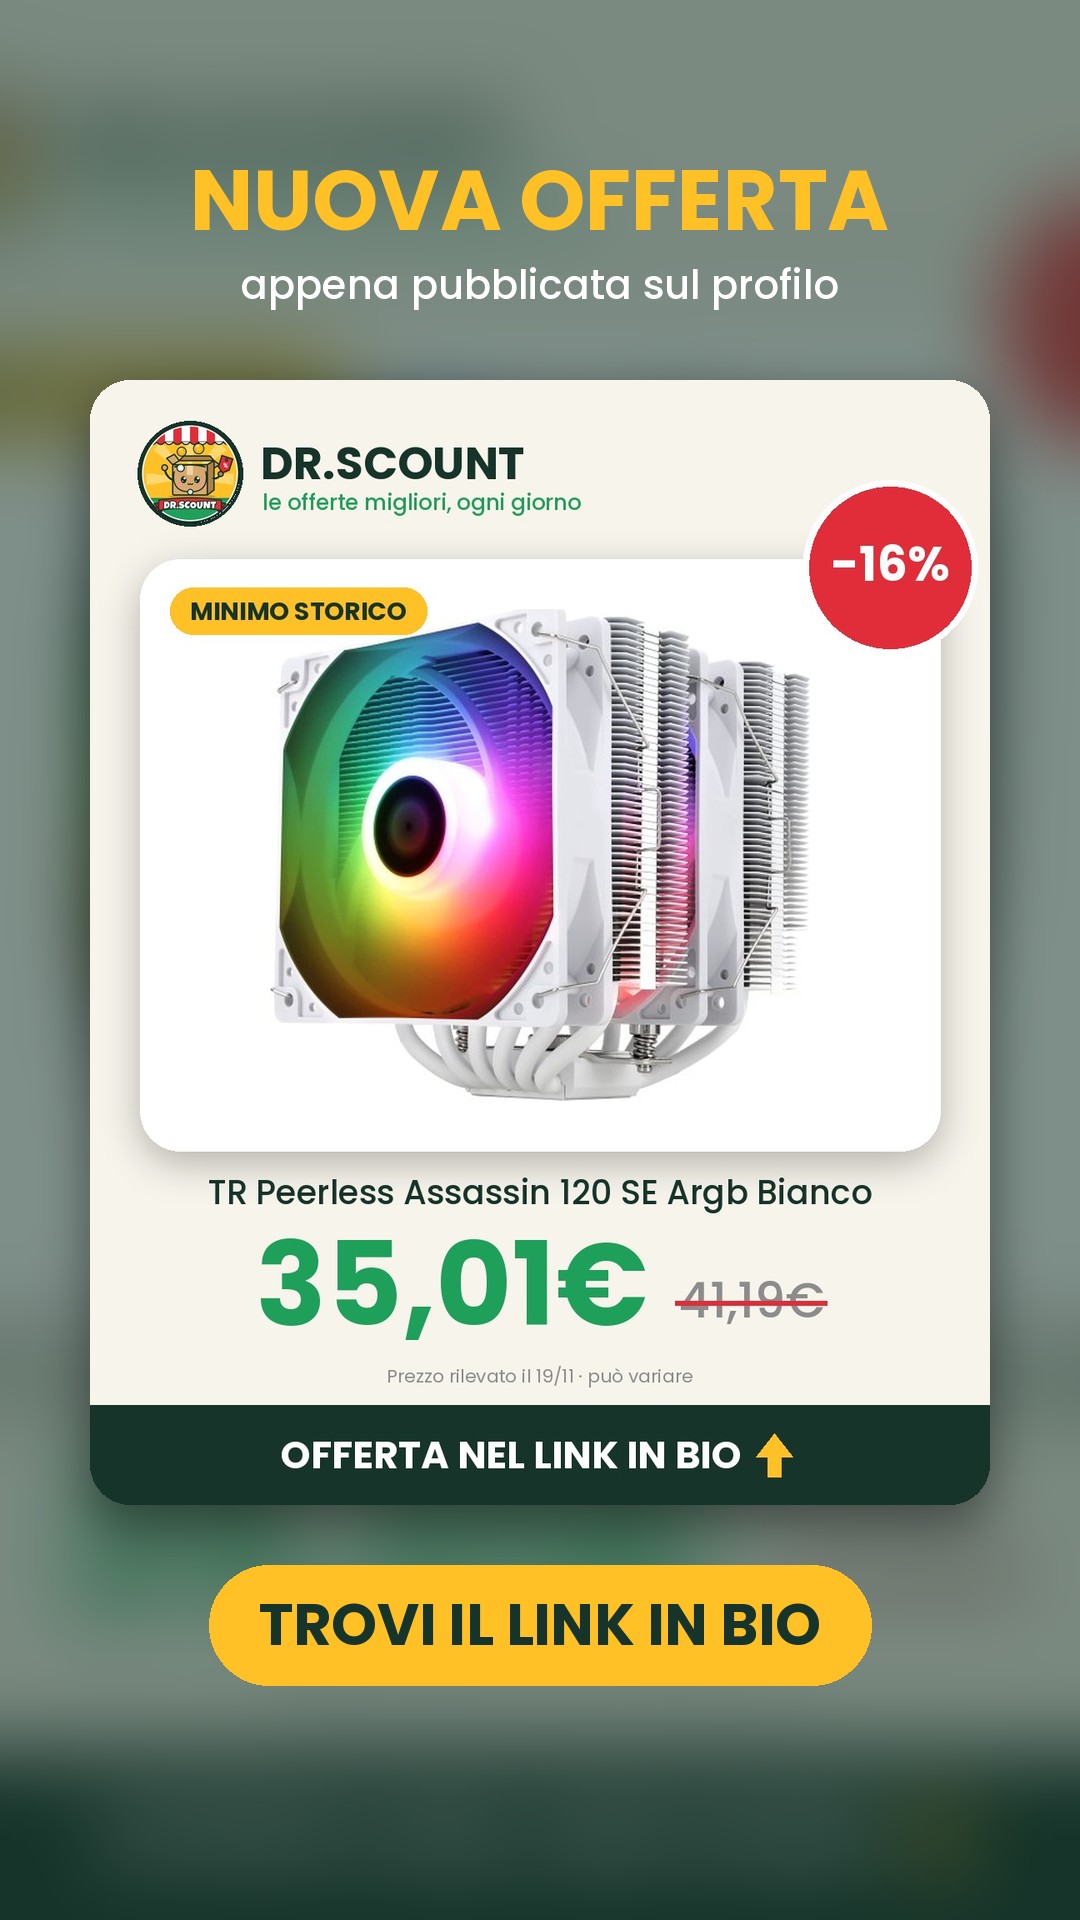 NUOVA OFFERTA
appena pubblicata sul profilo
DR.SCOUNT
DR.SCOUNT
le offerte migliori, ogni giorno
-16%
MINIMO STORICO
TR Peerless Assassin 120 SE Argb Bianco
35,01€ 41,19€
Prezzo rilevato il 19/11 · può variare
OFFERTA NEL LINK IN BIO
TROVI IL LINK IN BIO